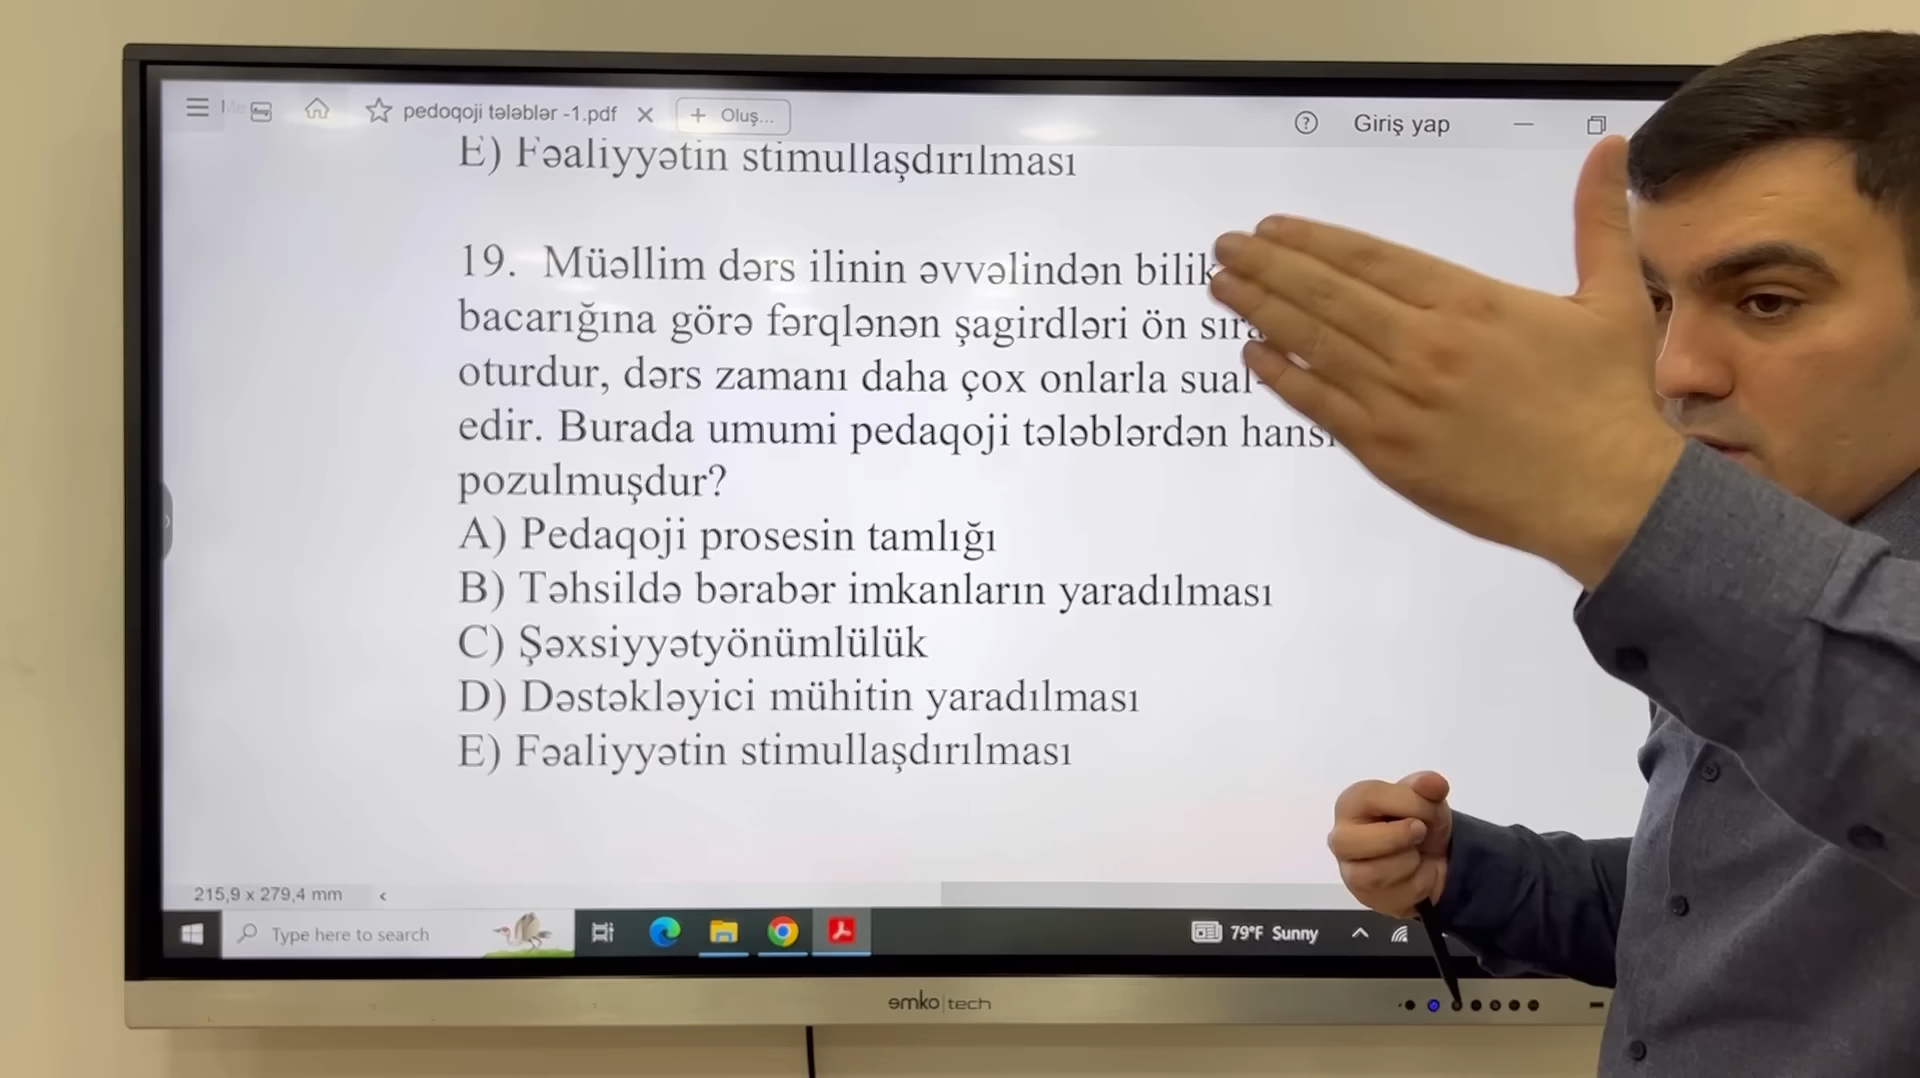 pedoqoji tələblər -1.pdf
Oluş...
Giriş yap
E) Fəaliyyətin stimullaşdırılması
19. Müəllim dərs ilinin əvvəlindən bilik
bacarığına görə fərqlənən şagirdləri ön
oturdur, dərs zamanı daha çox onlarla sual-
edir. Burada umumi pedaqoji tələblərdən hansı
pozulmuşdur?
A) Pedaqoji prosesin tamlığı
B) Təhsildə bərabər imkanların yaradılması
C) Şəxsiyyətyönümlülük
D) Dəstəkləyici mühitin yaradılması
E) Fəaliyyətin stimullaşdırılması
215,9 x 279,4 mm
Type here to search
79°F Sunny
emko tech